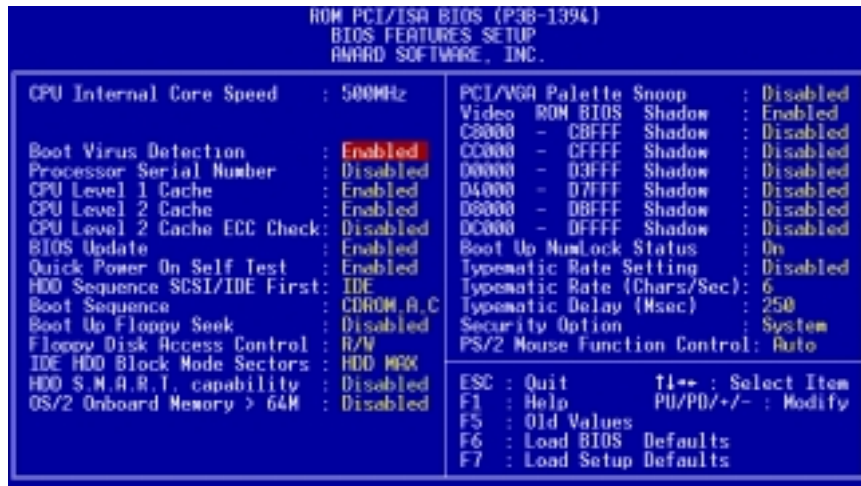 ROM PCI/ISA BIOS (P3B-1394)
BIOS FEATURES SETUP
AWARD SOFTWARE, INC.
CPU Internal Core Speed : 500MHz
Boot Virus Detection : Enabled
Processor Serial Number : Disabled
CPU Level 1 Cache : Enabled
CPU Level 2 Cache : Enabled
CPU Level 2 Cache ECC Check: Disabled
BIOS Update : Enabled
Quick Power On Self Test : Enabled
HDD Sequence SCSI/IDE First: IDE
Boot Sequence : CDROM,A,C
Boot Up Floppy Seek : Disabled
Floppy Disk Access Control : R/W
IDE HDD Block Mode Sectors : HDD MAX
HDD S.M.A.R.T. capability : Disabled
OS/2 Onboard Memory > 64M : Disabled
PCI/VGA Palette Snoop : Disabled
Video ROM BIOS Shadow : Enabled
C8000 - CBFFF Shadow : Disabled
CC000 - CFFFF Shadow : Disabled
D0000 - D3FFF Shadow : Disabled
D4000 - D7FFF Shadow : Disabled
D8000 - DBFFF Shadow : Disabled
DC000 - DFFFF Shadow : Disabled
Boot Up NumLock Status : On
Typematic Rate Setting : Disabled
Typematic Rate (Chars/Sec): 6
Typematic Delay (Msec) : 250
Security Option : System
PS/2 Mouse Function Control: Auto
ESC : Quit ↑↓→← : Select Item
F1 : Help PU/PD/+/- : Modify
F5 : Old Values
F6 : Load BIOS Defaults
F7 : Load Setup Defaults